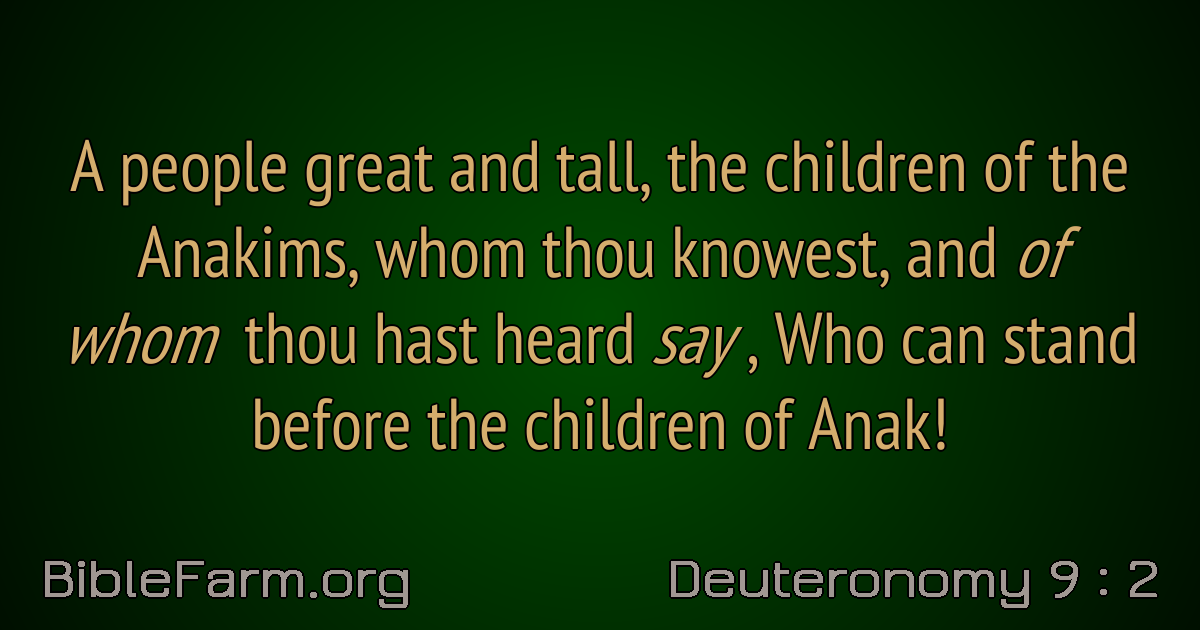 A people great and tall, the children of the
Anakims, whom thou knowest, and of
whom thou hast heard say , Who can stand
before the children of Anak!
BibleFarm.org
Deuteronomy 9 : 2